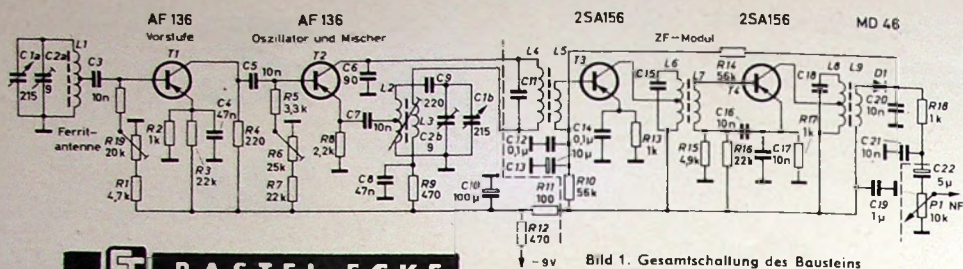 AF 136
Vorstufe
AF 136
Oszillator und Mischer
2SA156
2SA156
MD 46
ZF-Modul
C1a
215
C2a
9
L1
C3
10n
T1
C4
47n
C5
10n
T2
C6
90
L2
C9
220
L3
C2b
9
C1b
215
L4
C11
L5
T3
C15
L6
L7
R14
56k
T4
C18
L8
L9
D1
C20
10n
R18
1k
Ferrit-
antenne
R19
20k
R1
4,7k
R2
1k
R3
22k
R4
220
R5
3,3k
R6
25k
R7
22k
R8
2,2k
C7
10n
C8
47n
R9
470
C10
100µ
C12
0,1µ
C13
10µ
C14
0,1µ
R10
56k
R11
100
R12
470
R13
1k
R15
4,9k
C16
10n
R16
22k
C17
10n
R17
1k
C19
1µ
C21
10n
C22
5µ
P1 NF
10k
-9V
Bild 1. Gesamtschaltung des Bausteins
BASTEL-ECKE